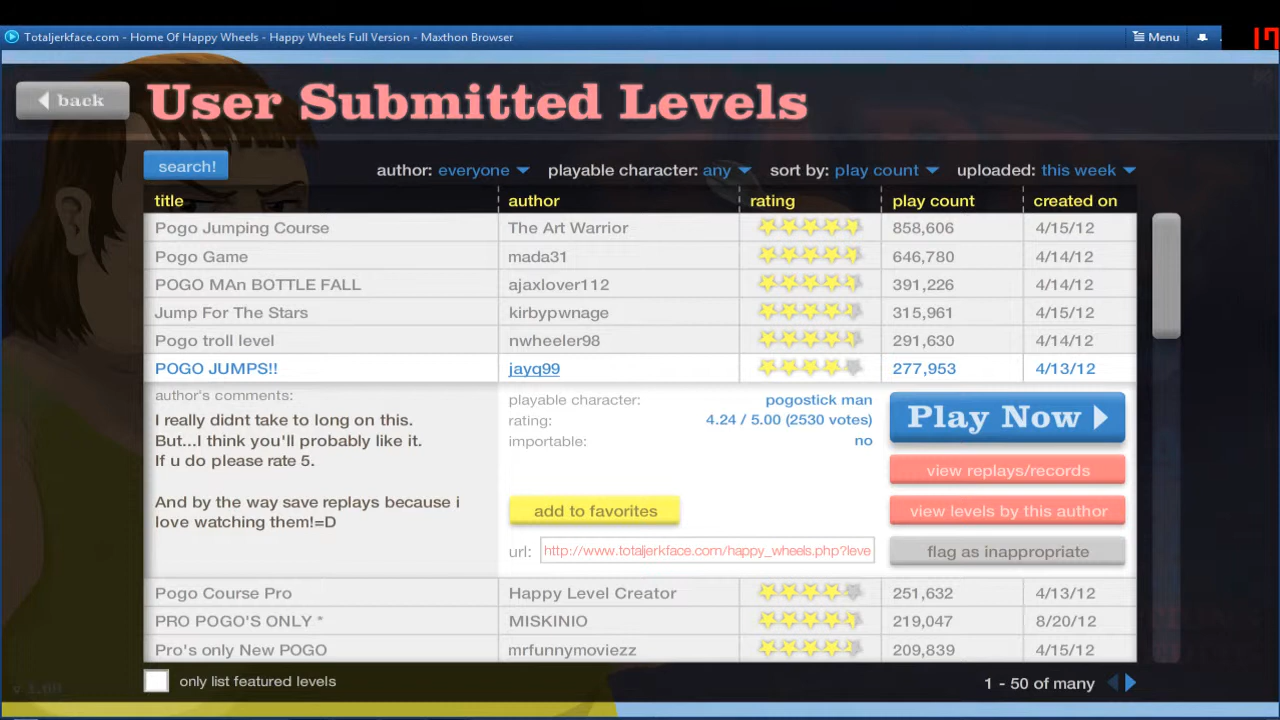 Totaljerkface.com - Home Of Happy Wheels - Happy Wheels Full Version - Maxthon Browser
Menu
17
back
User Submitted Levels
search!
author: everyone playable character: any sort by: play count uploaded: this week
title author rating play count created on
Pogo Jumping Course The Art Warrior 858,606 4/15/12
Pogo Game mada31 646,780 4/14/12
POGO MAn BOTTLE FALL ajaxlover112 391,226 4/14/12
Jump For The Stars kirbypwnage 315,961 4/15/12
Pogo troll level nwheeler98 291,630 4/14/12
POGO JUMPS!! jayq99 277,953 4/13/12
author's comments:
I really didnt take to long on this.
But...I think you'll probably like it.
If u do please rate 5.
And by the way save replays because i
love watching them!=D
playable character: pogostick man
rating: 4.24 / 5.00 (2530 votes)
importable: no
add to favorites
url: http://www.totaljerkface.com/happy_wheels.php?leve
Play Now
view replays/records
view levels by this author
flag as inappropriate
Pogo Course Pro Happy Level Creator 251,632 4/13/12
PRO POGO'S ONLY * MISKINIO 219,047 8/20/12
Pro's only New POGO mrfunnymoviezz 209,839 4/15/12
only list featured levels
1 - 50 of many